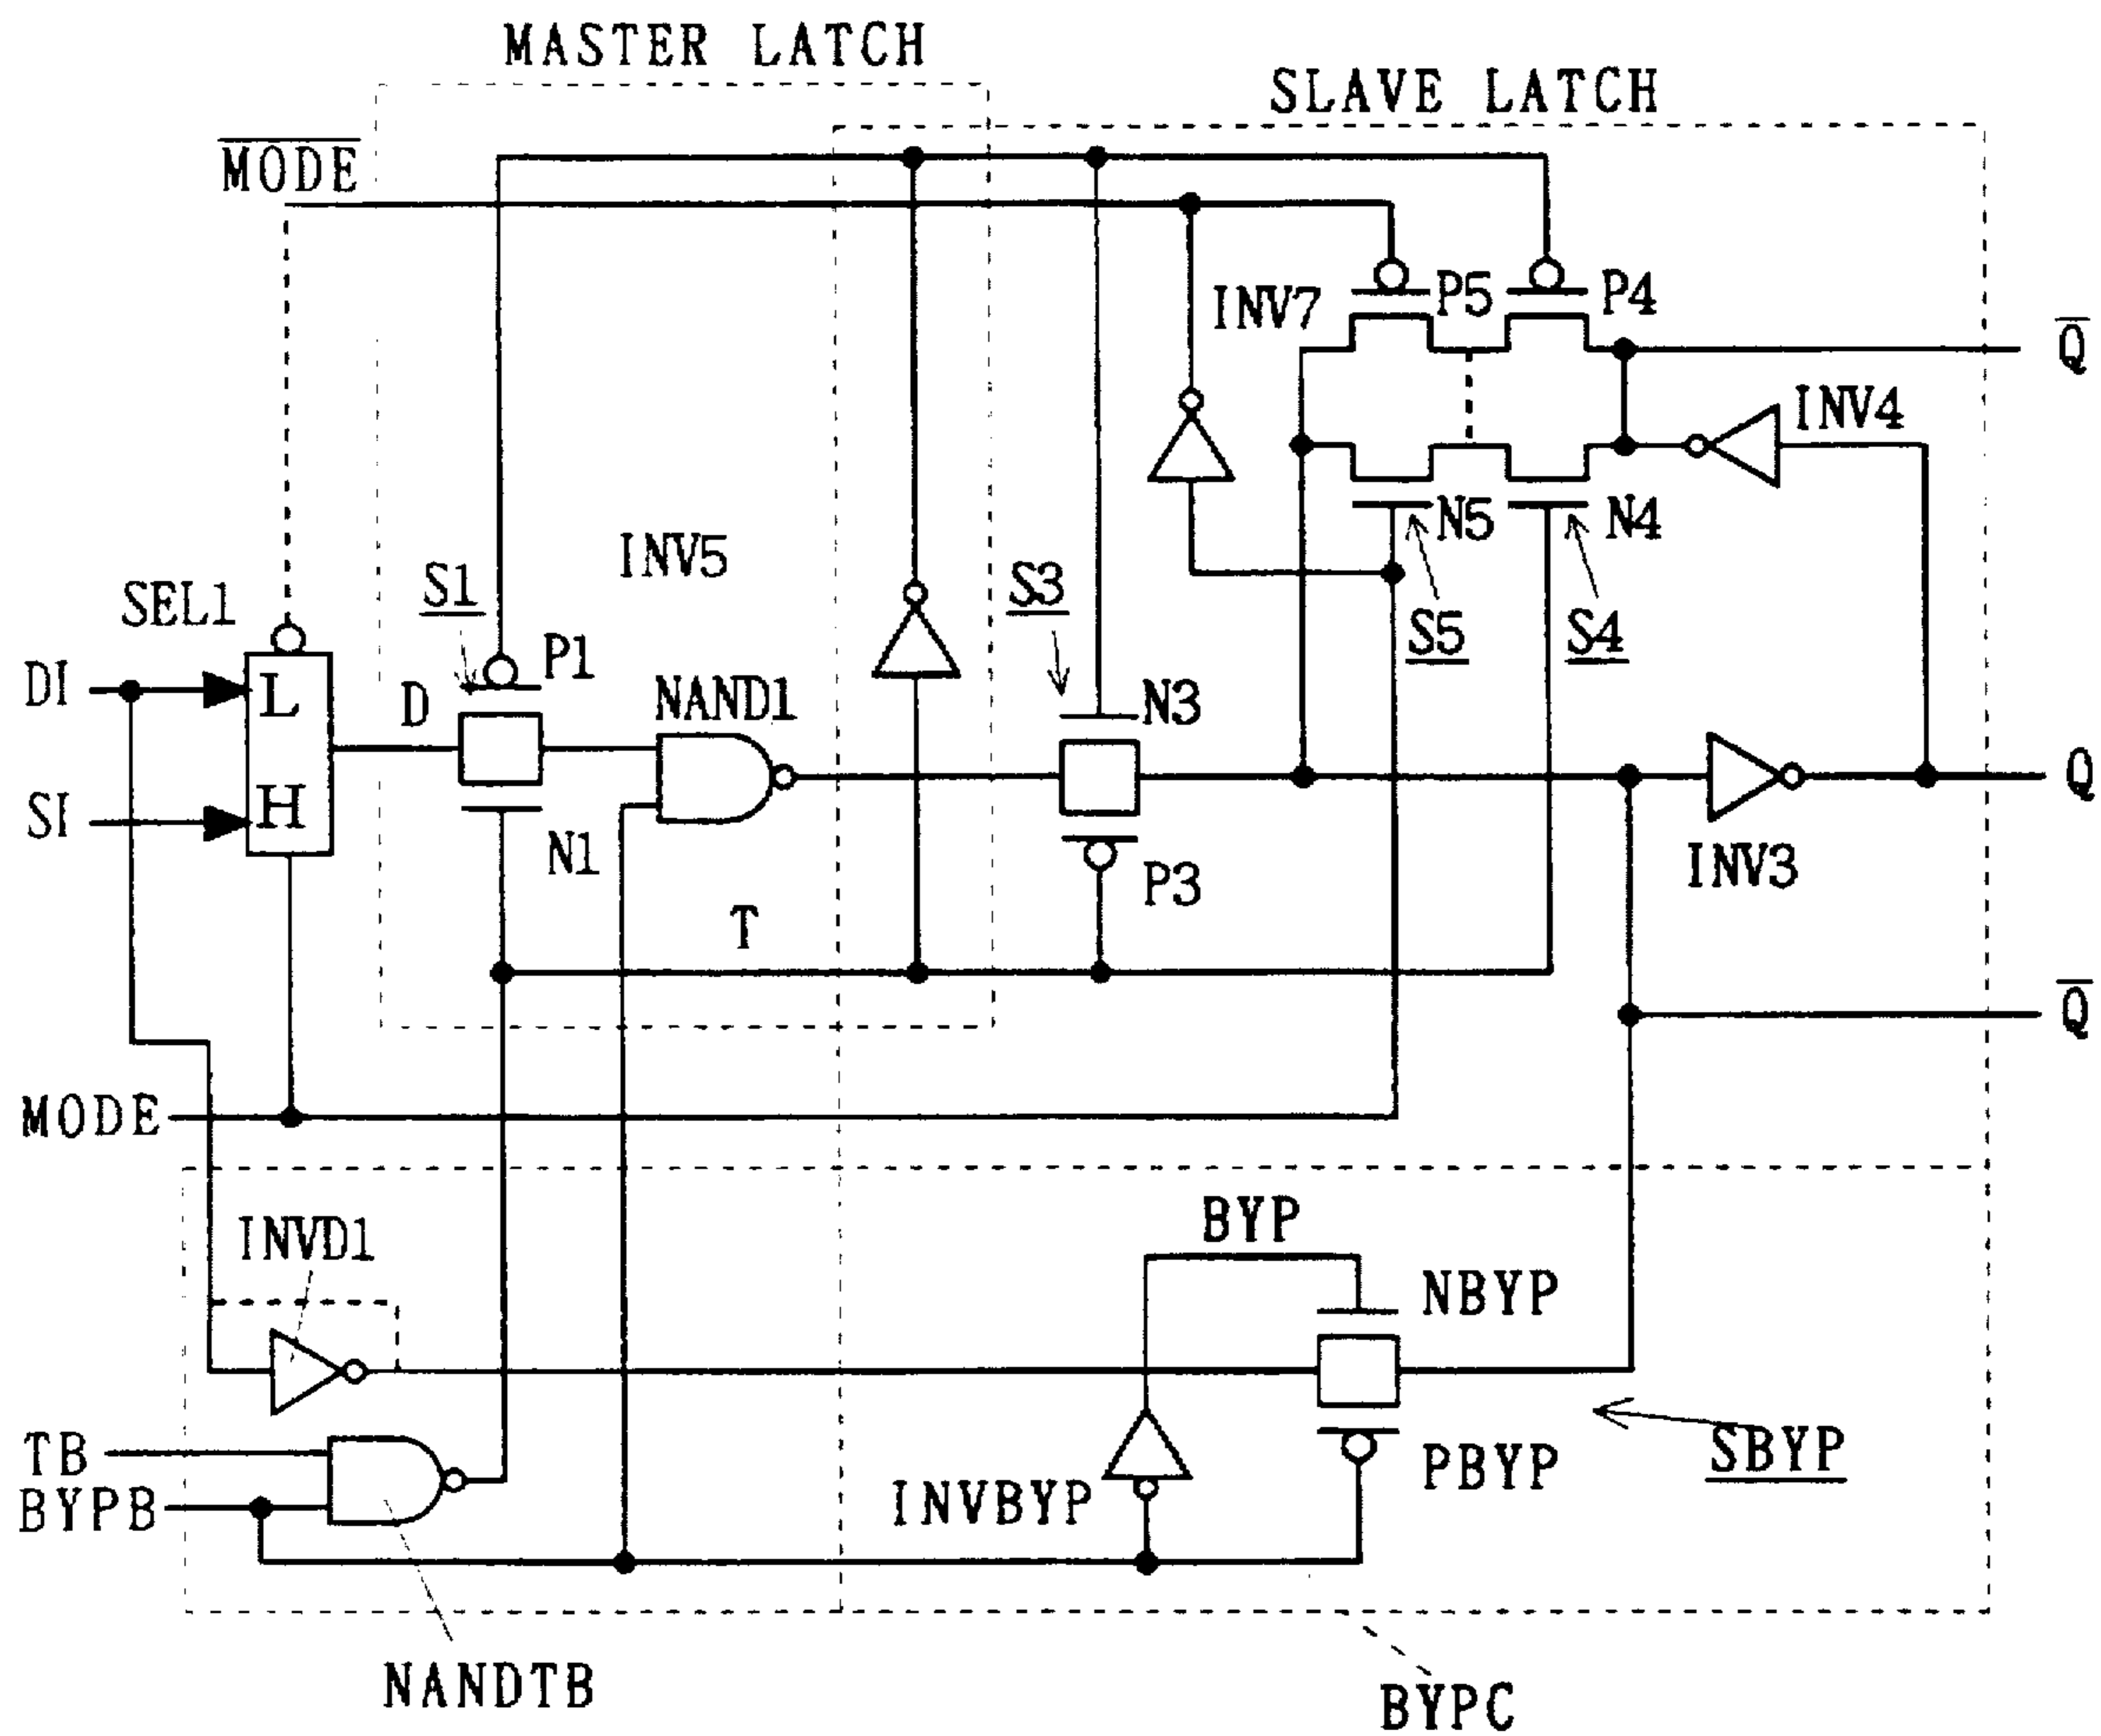 MASTER LATCH
SLAVE LATCH
M̅O̅D̅E̅
INV7
P5
P4
Q̅
INV4
N5
N4
INV5
S1
S3
S5
S4
SEL1
P1
DI
L
D
NAND1
N3
Q
SI
H
N1
P3
INV3
T
Q̅
MODE
BYP
INVD1
NBYP
TB
PBYP
SBYP
BYPB
INVBYP
NANDTB
BYPC